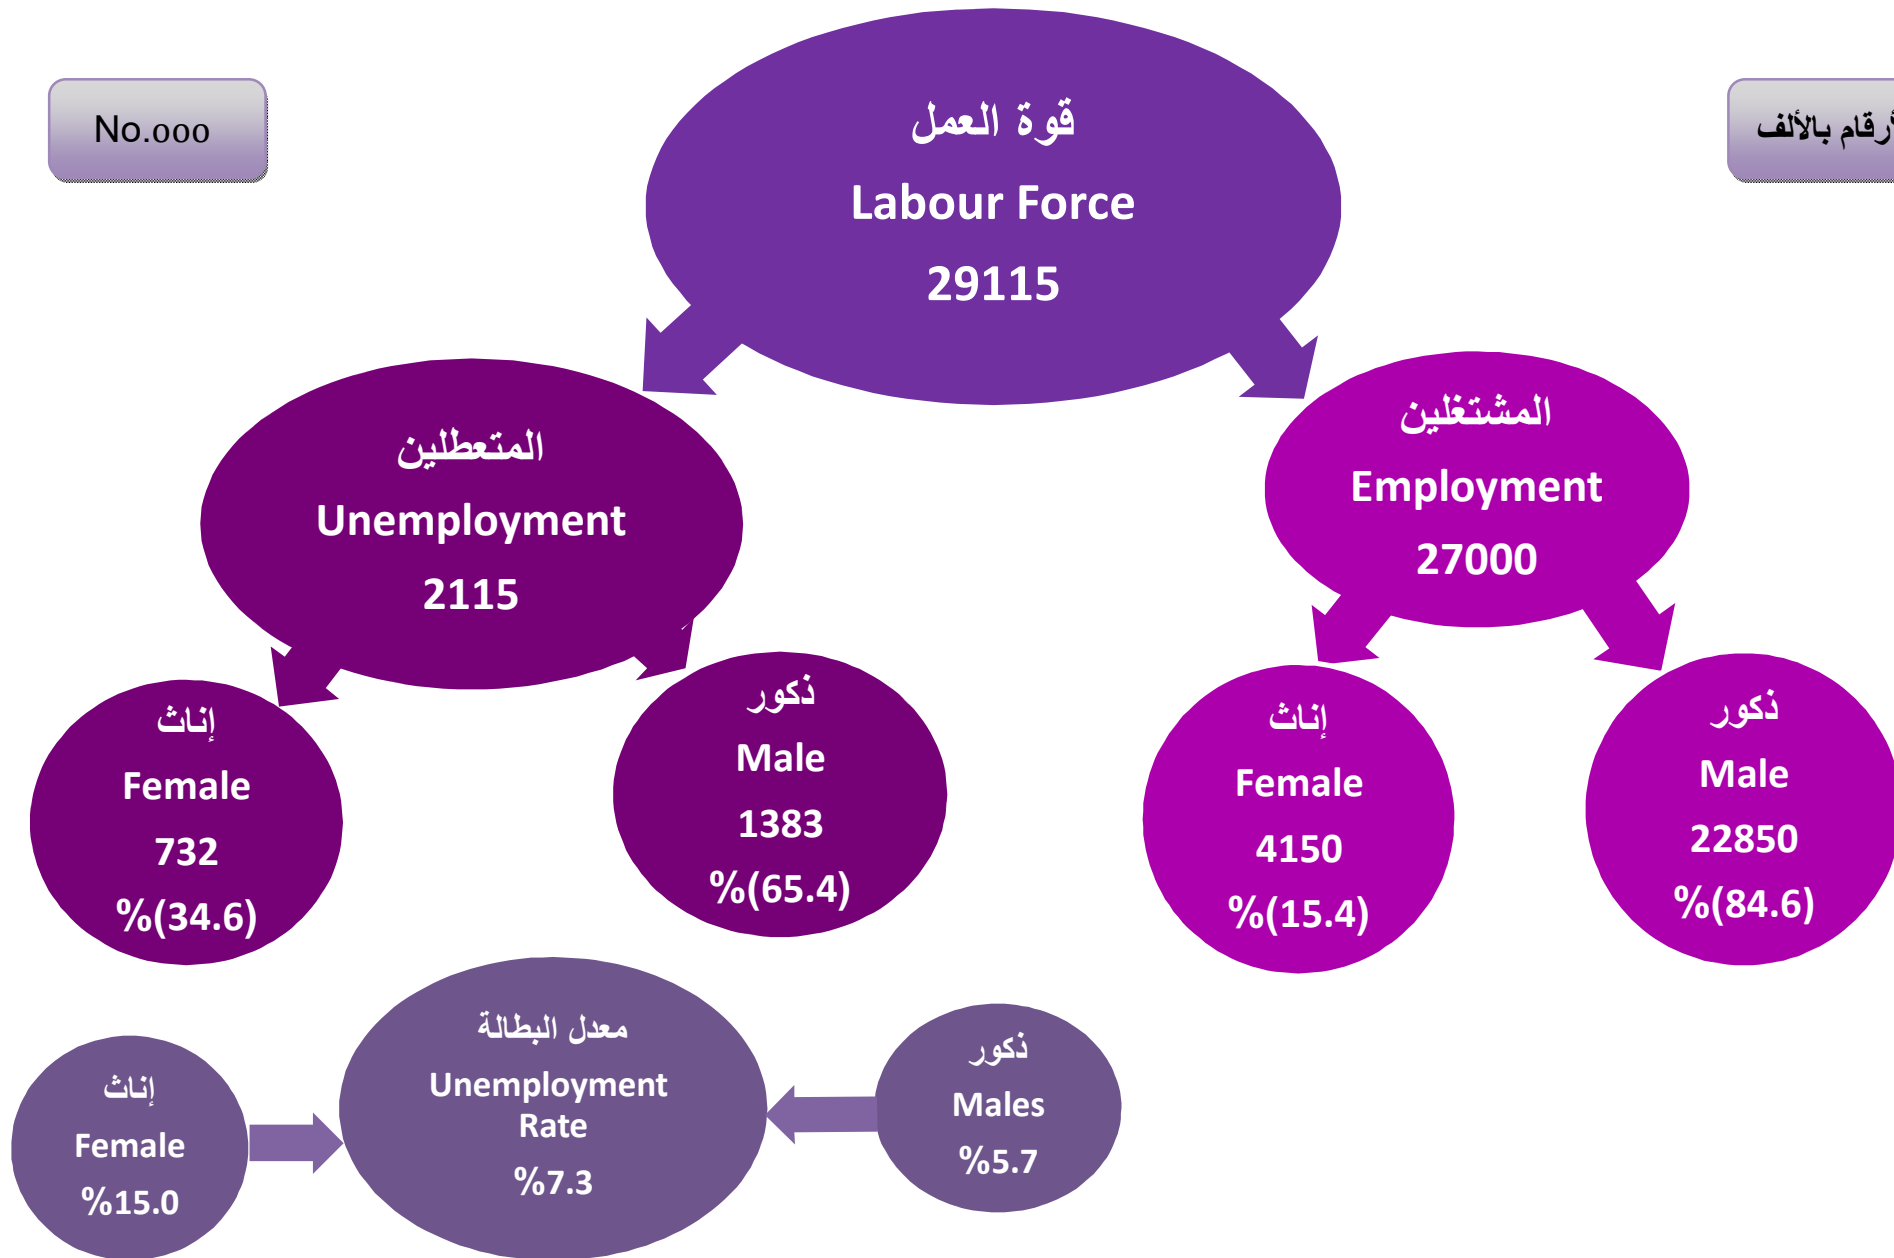 No.000
أرقام بالألف
قوة العمل
Labour Force
29115
المتعطلين
Unemployment
2115
المشتغلين
Employment
27000
إناث
Female
732
%(34.6)
ذكور
Male
1383
%(65.4)
إناث
Female
4150
%(15.4)
ذكور
Male
22850
%(84.6)
إناث
Female
%15.0
معدل البطالة
Unemployment
Rate
%7.3
ذكور
Males
%5.7